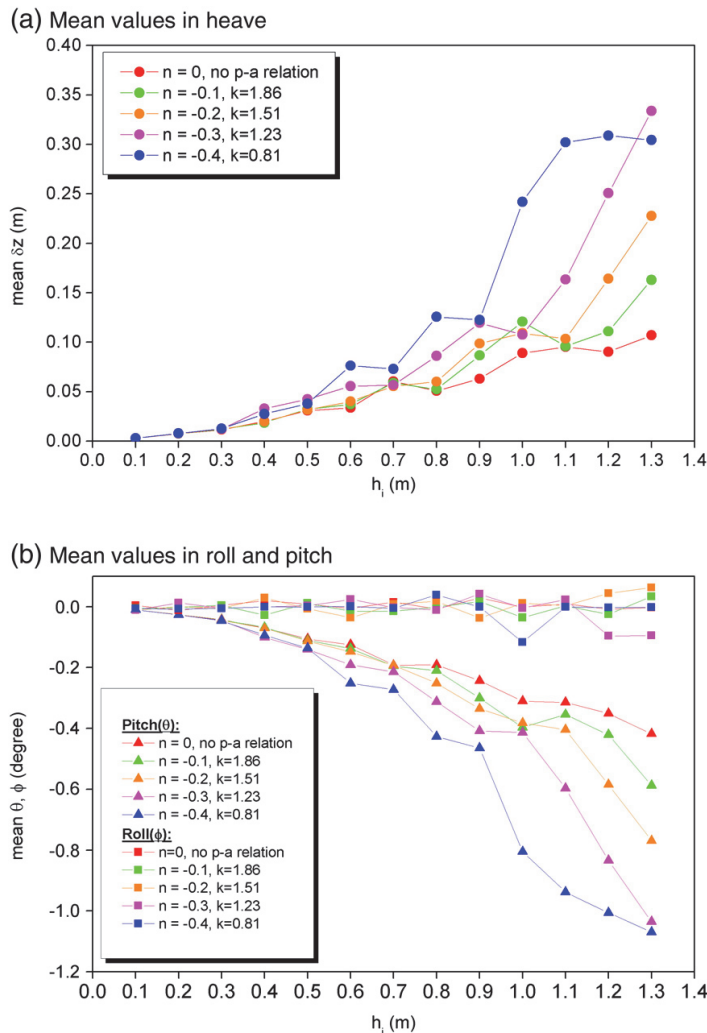 (a) Mean values in heave
0.40
0.35
0.30
0.25
0.20
0.15
0.10
0.05
0.00
mean δz (m)
n = 0, no p-a relation
n = -0.1, k=1.86
n = -0.2, k=1.51
n = -0.3, k=1.23
n = -0.4, k=0.81
0.0 0.1 0.2 0.3 0.4 0.5 0.6 0.7 0.8 0.9 1.0 1.1 1.2 1.3 1.4
h_i (m)
(b) Mean values in roll and pitch
0.0
-0.2
-0.4
-0.6
-0.8
-1.0
-1.2
mean θ, ϕ (degree)
Pitch(θ):
n = 0, no p-a relation
n = -0.1, k=1.86
n = -0.2, k=1.51
n = -0.3, k=1.23
n = -0.4, k=0.81
Roll(ϕ):
n=0, no p-a relation
n = -0.1, k=1.86
n = -0.2, k=1.51
n = -0.3, k=1.23
n = -0.4, k=0.81
0.0 0.1 0.2 0.3 0.4 0.5 0.6 0.7 0.8 0.9 1.0 1.1 1.2 1.3 1.4
h_i (m)